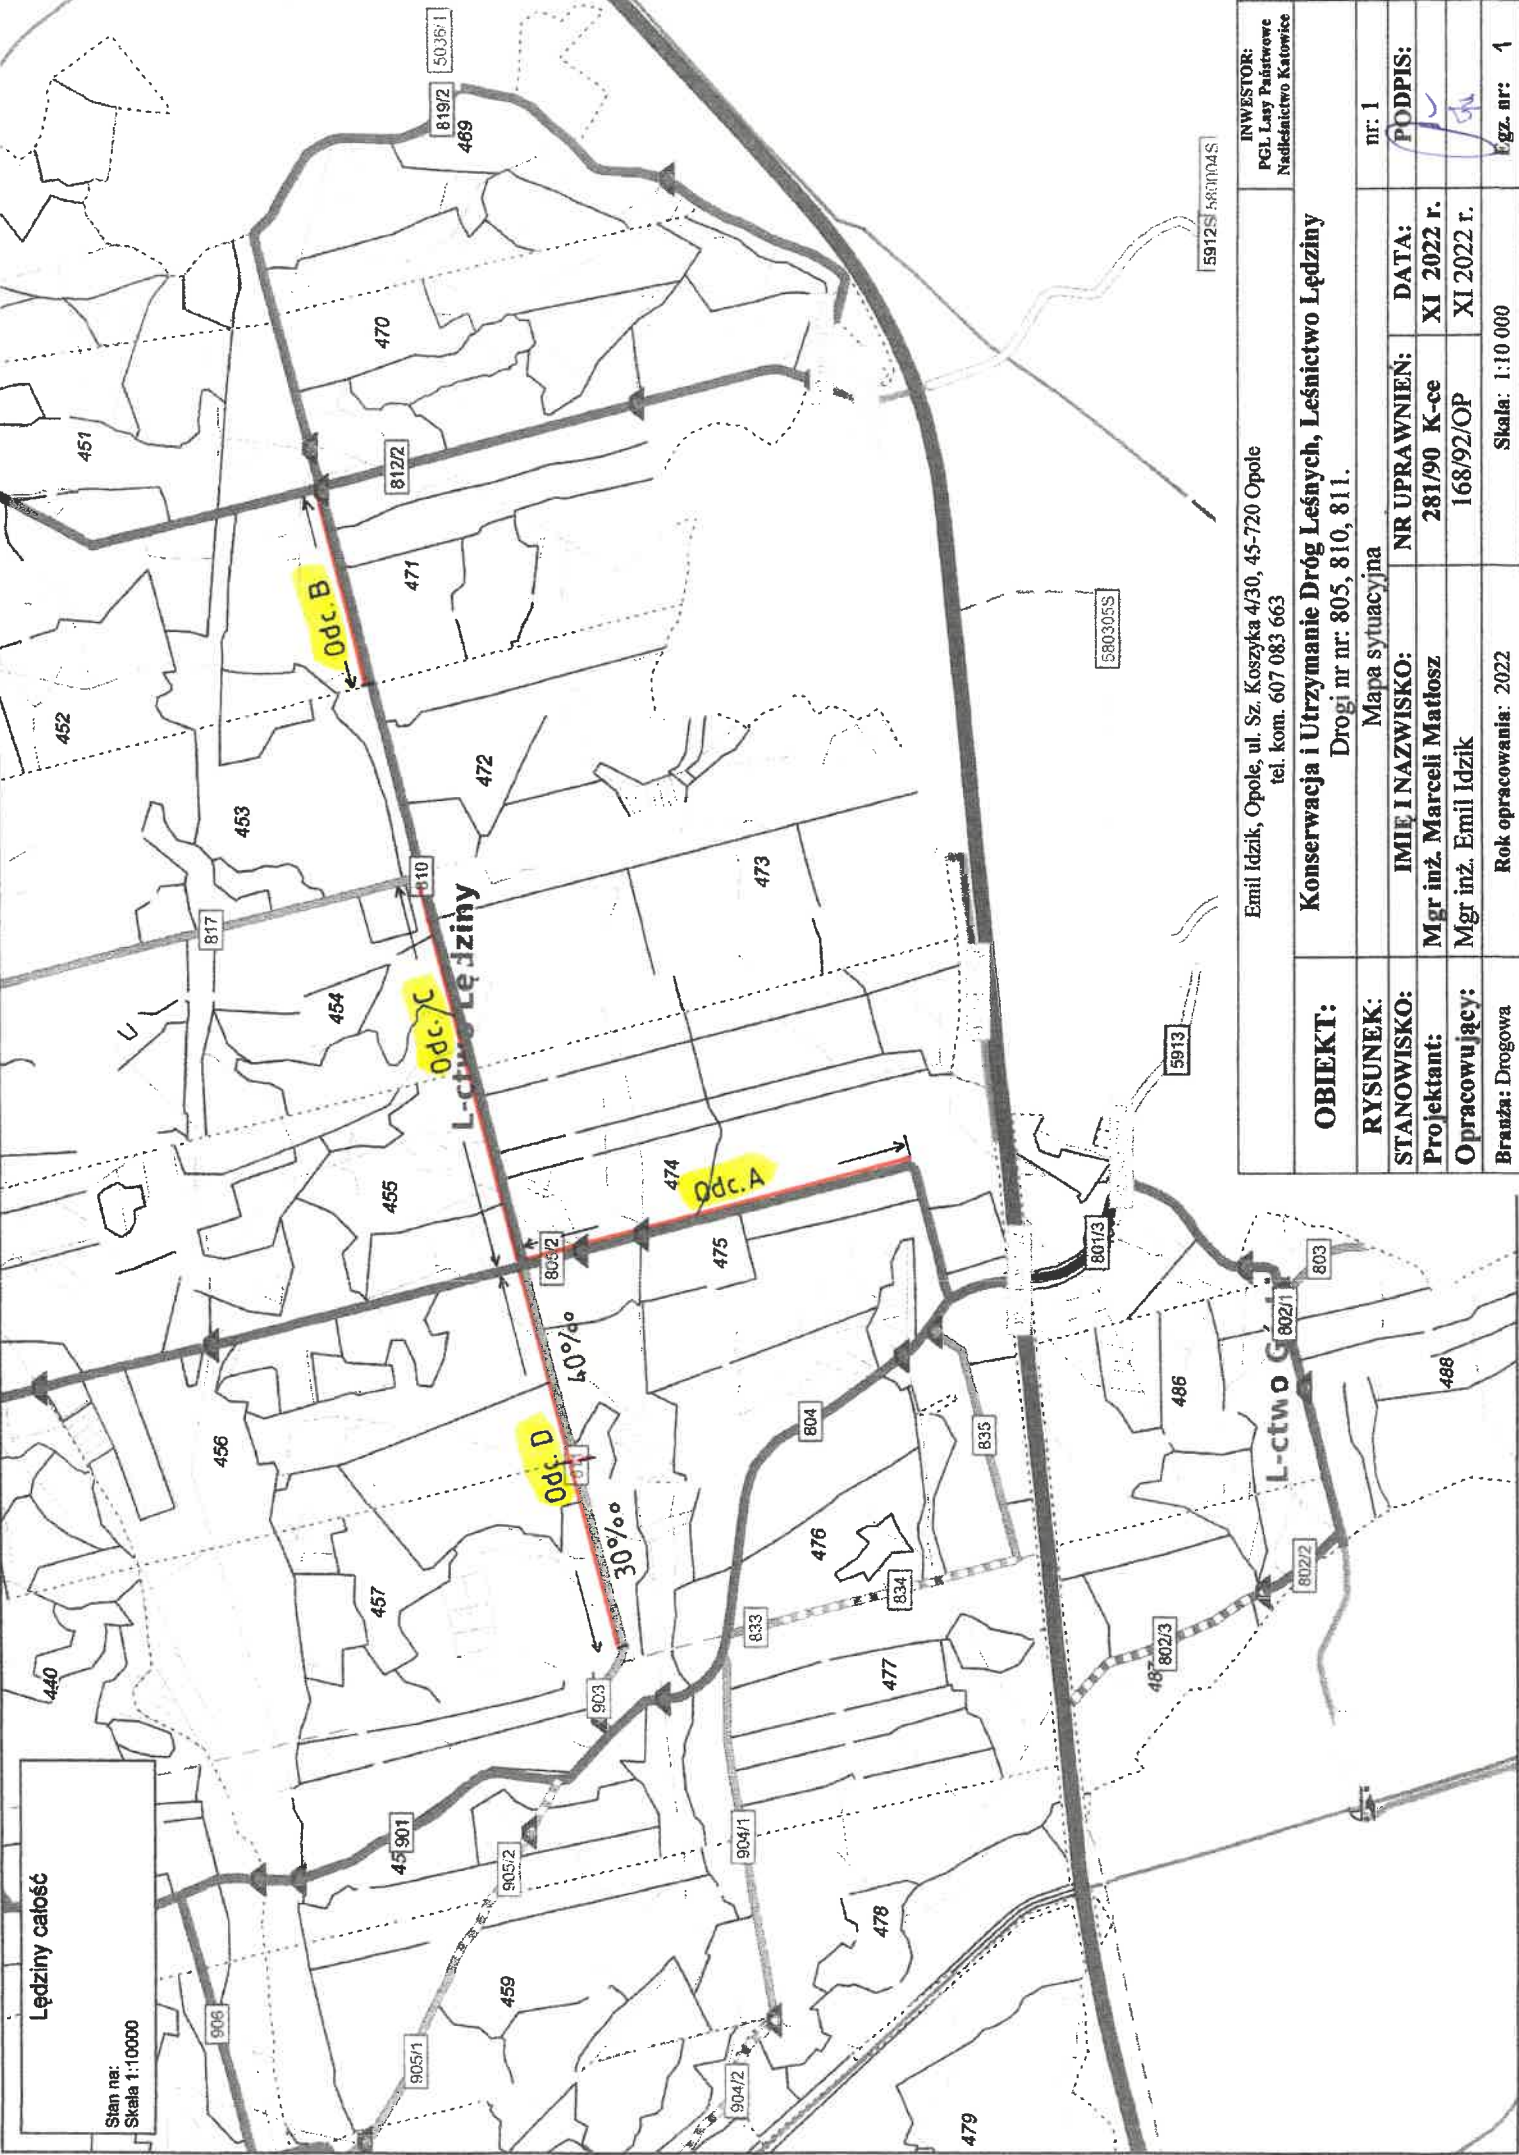 Lędziny całość
Stan na:
Skala 1:10000
440
451
452
453
454
455
456
457
45
459
469
470
471
472
473
474
475
476
477
478
479
486
487
488
5036/1
819/2
812/2
810
817
805/2
804
835
834
833
903
901
905/2
905/1
906
904/1
904/2
801/3
802/1
802/2
802/3
803
5913
580305S
5912S
580004S
Odc. B
Odc. C
Odc. A
Odc. D
40‰
30‰
L-ctwo Lędziny
L-ctwo G
Emil Idzik, Opole, ul. Sz. Koszyka 4/30, 45-720 Opole
tel. kom. 607 083 663
INWESTOR:
PGL Lasy Państwowe
Nadleśnictwo Katowice
OBIEKT:
Konserwacja i Utrzymanie Dróg Leśnych, Leśnictwo Lędziny
Drogi nr nr: 805, 810, 811.
RYSUNEK:
Mapa sytuacyjna
nr: 1
STANOWISKO: IMIĘ I NAZWISKO: NR UPRAWNIEŃ: DATA: PODPIS:
Projektant: Mgr inż. Marceli Matłosz 281/90 K-ce XI 2022 r.
Opracowujący: Mgr inż. Emil Idzik 168/92/OP XI 2022 r.
Branża: Drogowa Rok opracowania: 2022 Skala: 1:10 000 Egz. nr: 1